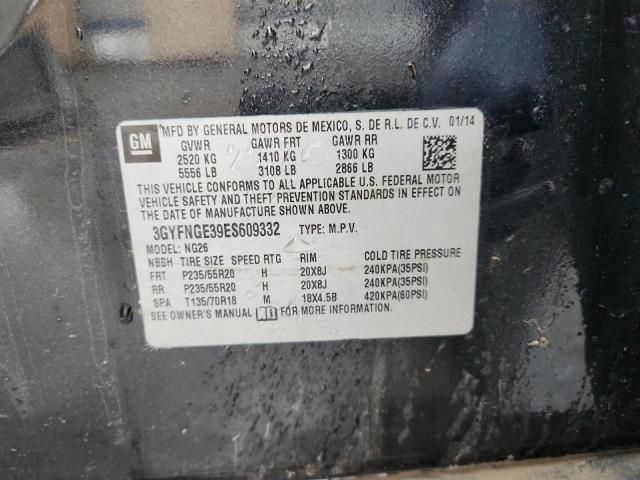 GM
MFD BY GENERAL MOTORS DE MEXICO, S. DE R.L. DE C.V. 01/14
GVWR GAWR FRT GAWR RR
2520 KG 1410 KG 1300 KG
5556 LB 3108 LB 2866 LB
THIS VEHICLE CONFORMS TO ALL APPLICABLE U.S. FEDERAL MOTOR
VEHICLE SAFETY AND THEFT PREVENTION STANDARDS IN EFFECT ON
THE DATE OF MANUFACTURE SHOWN ABOVE.
3GYFNGE39ES609332 TYPE: M.P.V.
MODEL: NG26
NBBH TIRE SIZE SPEED RTG RIM COLD TIRE PRESSURE
FRT P235/55R20 H 20X8J 240KPA(35PSI)
RR P235/55R20 H 20X8J 240KPA(35PSI)
SPA T135/70R18 M 18X4.5B 420KPA(60PSI)
SEE OWNER'S MANUAL FOR MORE INFORMATION.